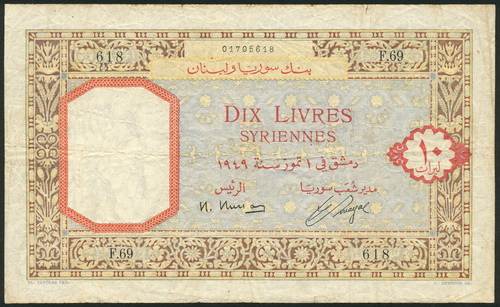 01705618
618 F.69
بنك سوريا ولبنان
DIX LIVRES
SYRIENNES
١٠
ليرات
دمشق في ١ تموز سنة ١٩٤٩
مدير شعب سوريا الرئيس
F.69 618